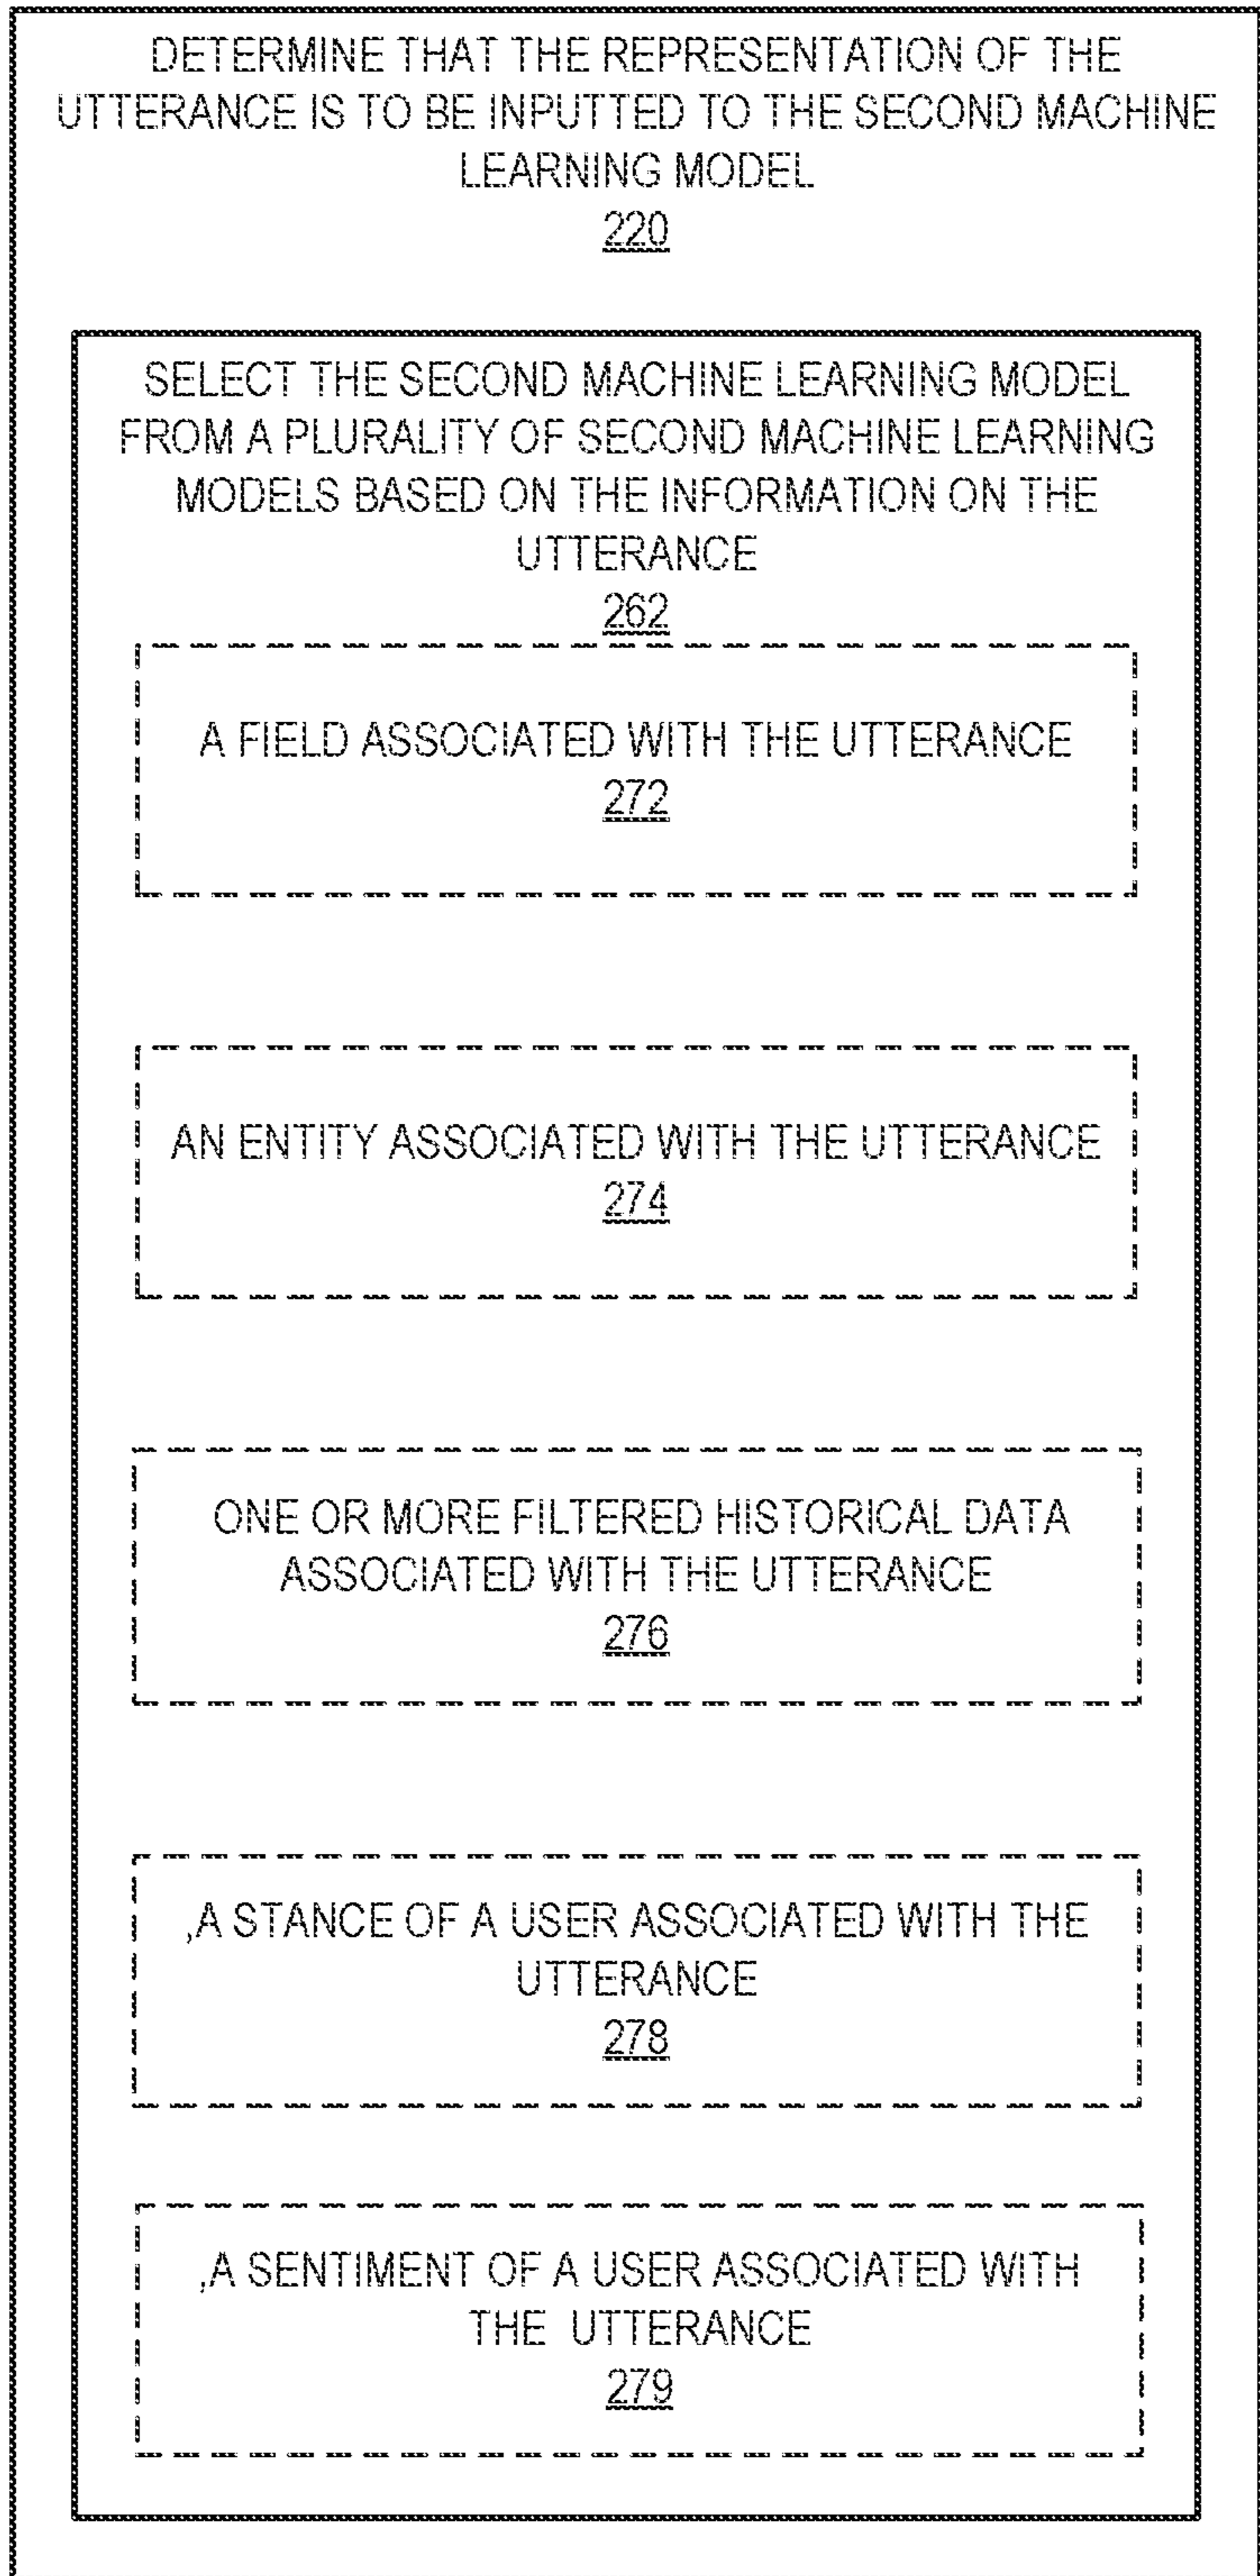 DETERMINE THAT THE REPRESENTATION OF THE
UTTERANCE IS TO BE INPUTTED TO THE SECOND MACHINE
LEARNING MODEL
220
SELECT THE SECOND MACHINE LEARNING MODEL
FROM A PLURALITY OF SECOND MACHINE LEARNING
MODELS BASED ON THE INFORMATION ON THE
UTTERANCE
262
A FIELD ASSOCIATED WITH THE UTTERANCE
272
AN ENTITY ASSOCIATED WITH THE UTTERANCE
274
ONE OR MORE FILTERED HISTORICAL DATA
ASSOCIATED WITH THE UTTERANCE
276
,A STANCE OF A USER ASSOCIATED WITH THE
UTTERANCE
278
,A SENTIMENT OF A USER ASSOCIATED WITH
THE UTTERANCE
279